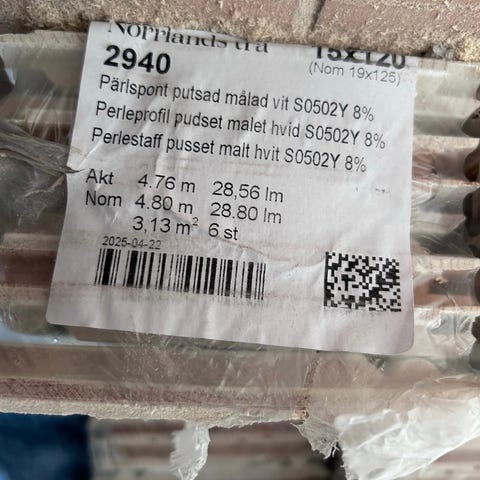 Norrlands trä
15x120
2940
(Nom 19x125)
Pärlspont putsad målad vit S0502Y 8%
Perleprofil pudset malet hvid S0502Y 8%
Perlestaff pusset malt hvit S0502Y 8%
Akt 4.76 m 28,56 lm
Nom 4.80 m 28.80 lm
3,13 m² 6 st
2025-04-22